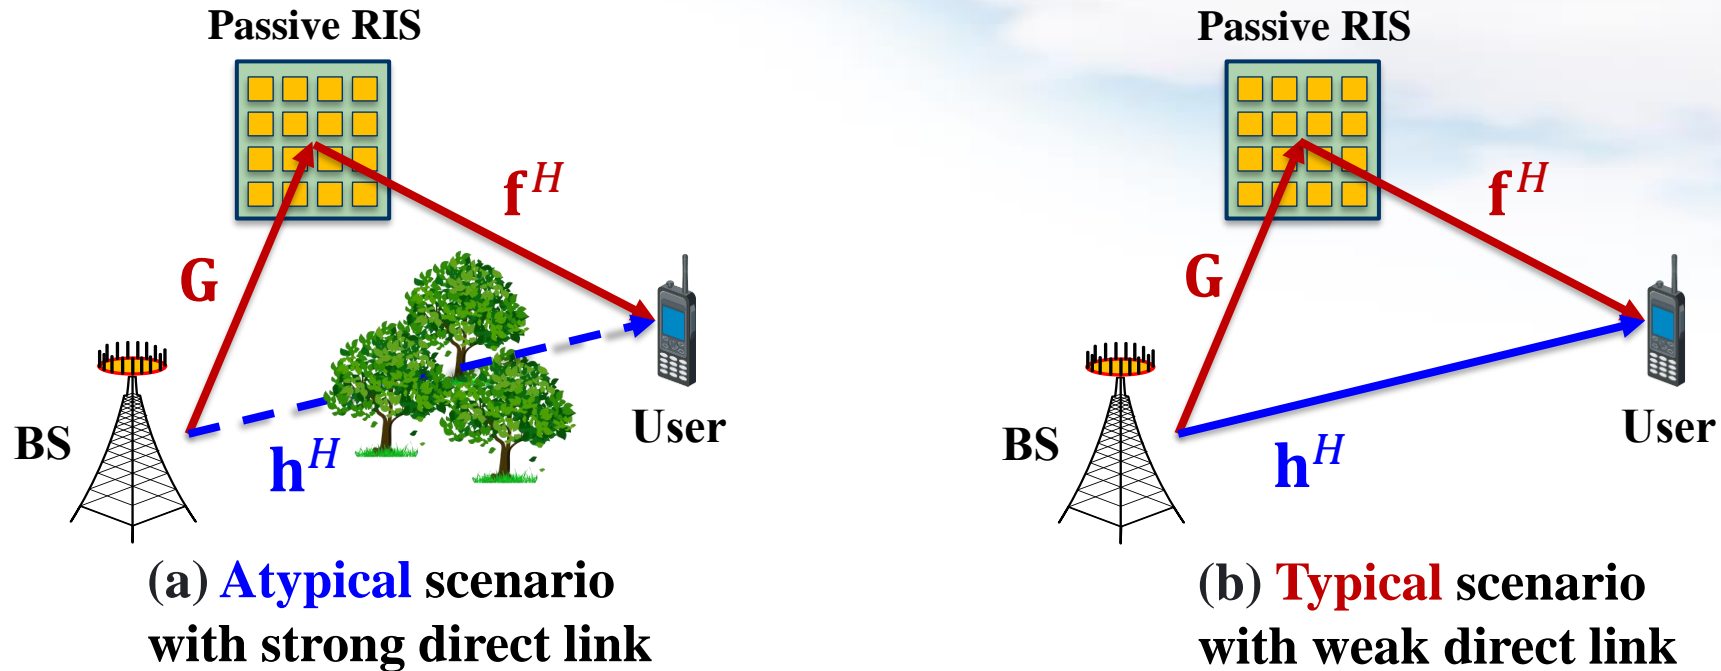 Passive RIS
𝐆
𝐟^𝐻
BS
𝐡^𝐻
User
(a) Atypical scenario
with strong direct link
Passive RIS
𝐆
𝐟^𝐻
BS
𝐡^𝐻
User
(b) Typical scenario
with weak direct link